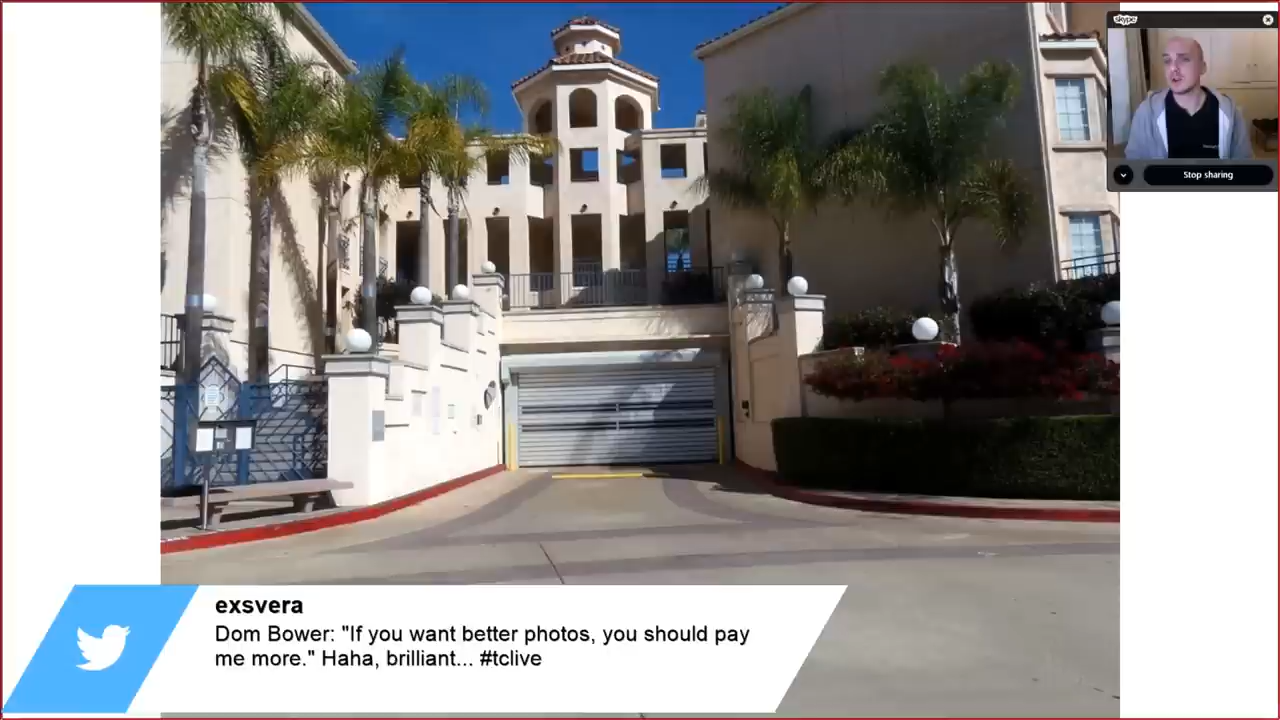 skype
Stop sharing
exsvera
Dom Bower: "If you want better photos, you should pay
me more." Haha, brilliant... #tclive